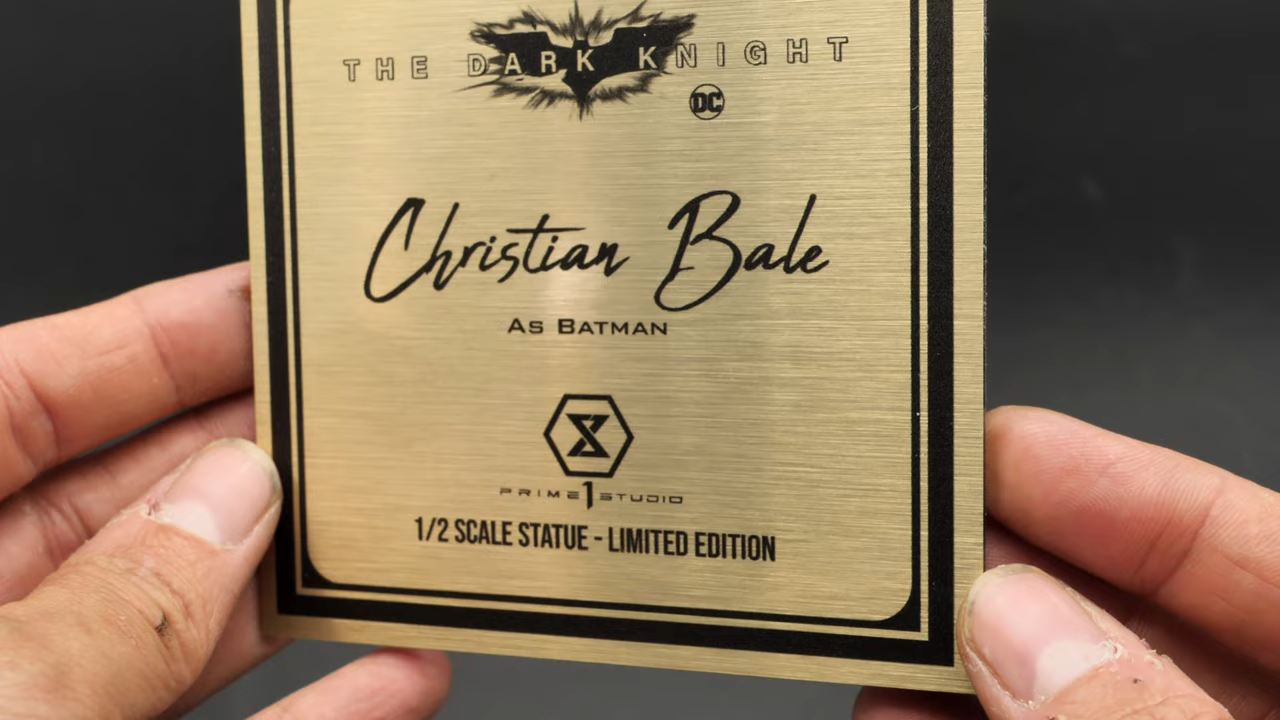 THE DARK KNIGHT
DC
Christian Bale
As Batman
PRIME 1 STUDIO
1/2 SCALE STATUE - LIMITED EDITION